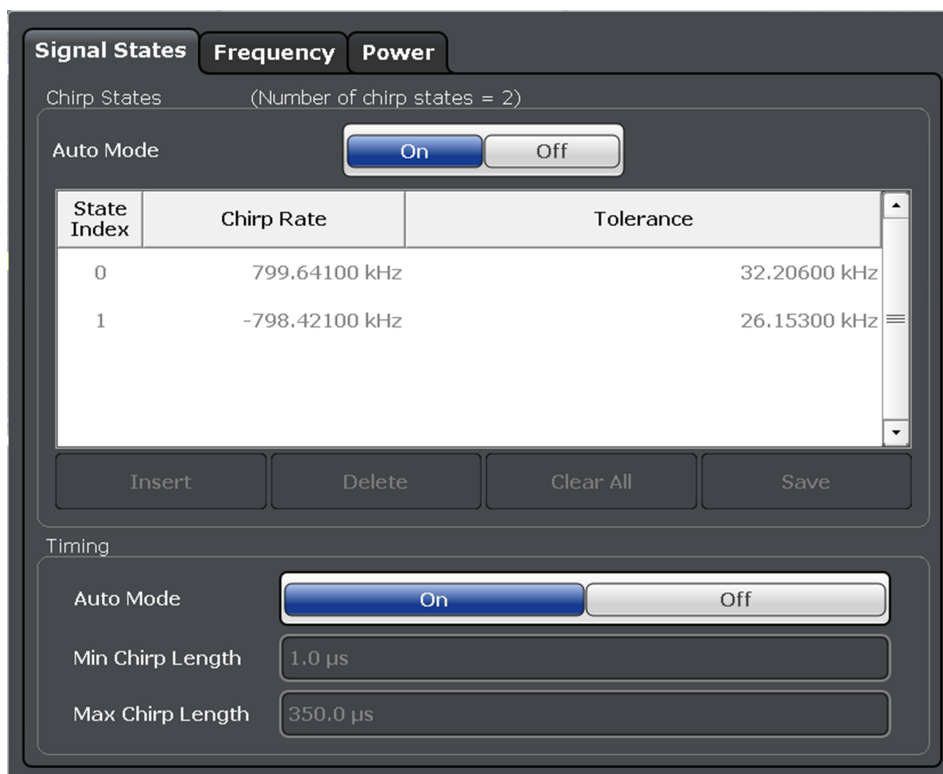 Signal States Frequency Power
Chirp States (Number of chirp states = 2)
Auto Mode On Off
State Index Chirp Rate Tolerance
0 799.64100 kHz 32.20600 kHz
1 -798.42100 kHz 26.15300 kHz
Insert Delete Clear All Save
Timing
Auto Mode On Off
Min Chirp Length 1.0 µs
Max Chirp Length 350.0 µs